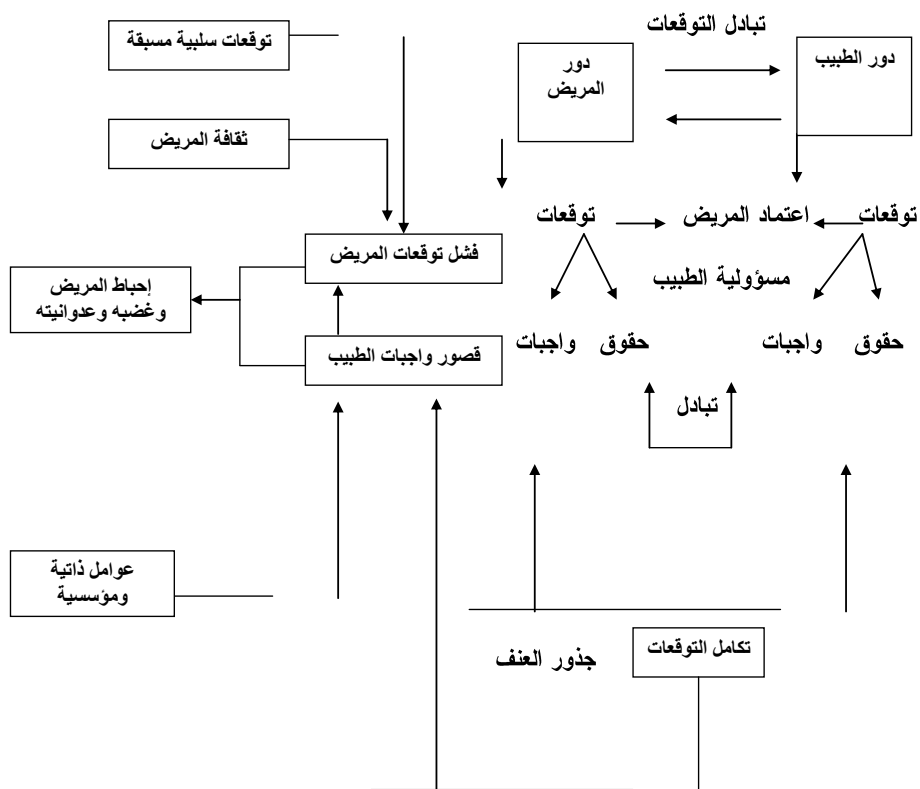 تبادل التوقعات
دور الطبيب
دور
المريض
توقعات سلبية مسبقة
ثقافة المريض
توقعات
اعتماد المريض
توقعات
فشل توقعات المريض
مسؤولية الطبيب
إحباط المريض
وغضبه وعدوانيته
حقوق
واجبات
حقوق
واجبات
قصور واجبات الطبيب
تبادل
عوامل ذاتية
ومؤسسية
تكامل التوقعات
جذور العنف